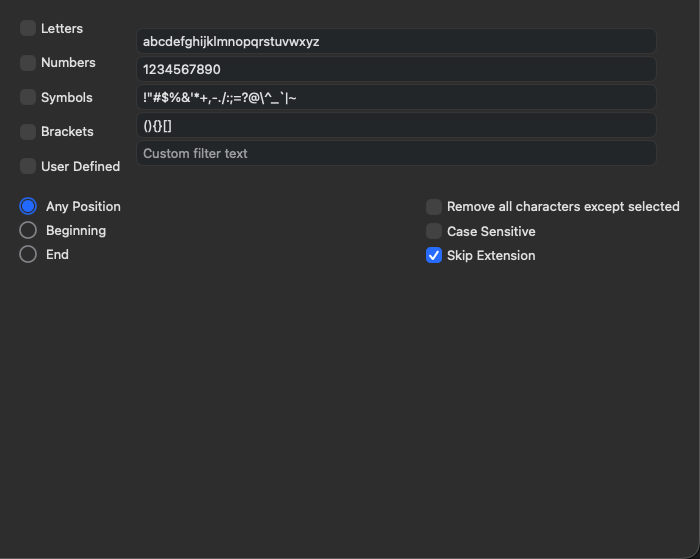 Letters
abcdefghijklmnopqrstuvwxyz
Numbers
1234567890
Symbols
!"#$%&'*+,-./:;=?@\^_`|~
Brackets
(){}[]
User Defined
Custom filter text
Any Position
Beginning
End
Remove all characters except selected
Case Sensitive
Skip Extension